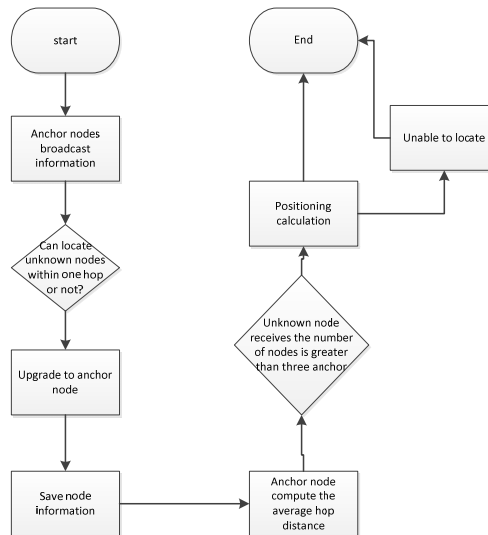 start
Anchor nodes
broadcast
information
Can locate
unknown nodes
within one hop
or not?
Upgrade to anchor
node
Save node
information
Anchor node
compute the
average hop
distance
Unknown node
receives the number
of nodes is greater
than three anchor
Positioning
calculation
Unable to locate
End